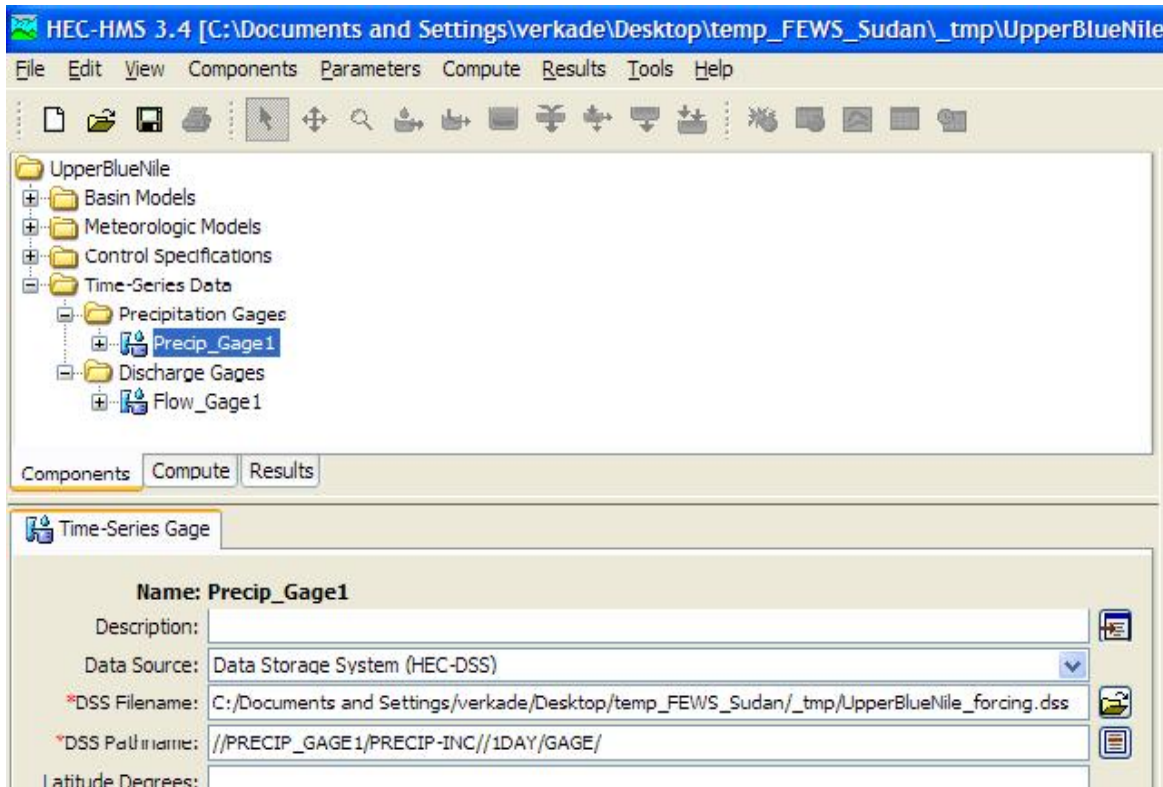 HEC-HMS 3.4 [C:\Documents and Settings\verkade\Desktop\temp_FEWS_Sudan\_tmp\UpperBlueNile
File Edit View Components Parameters Compute Results Tools Help
UpperBlueNile
Basin Models
Meteorologic Models
Control Specifications
Time-Series Data
Precipitation Gages
Precip_Gage1
Discharge Gages
Flow_Gage1
Components Compute Results
Time-Series Gage
Name: Precip_Gage1
Description:
Data Source: Data Storage System (HEC-DSS)
*DSS Filename: C:/Documents and Settings/verkade/Desktop/temp_FEWS_Sudan/_tmp/UpperBlueNile_forcing.dss
*DSS Pathname: //PRECIP_GAGE1/PRECIP-INC//1DAY/GAGE/
Latitude Degrees: